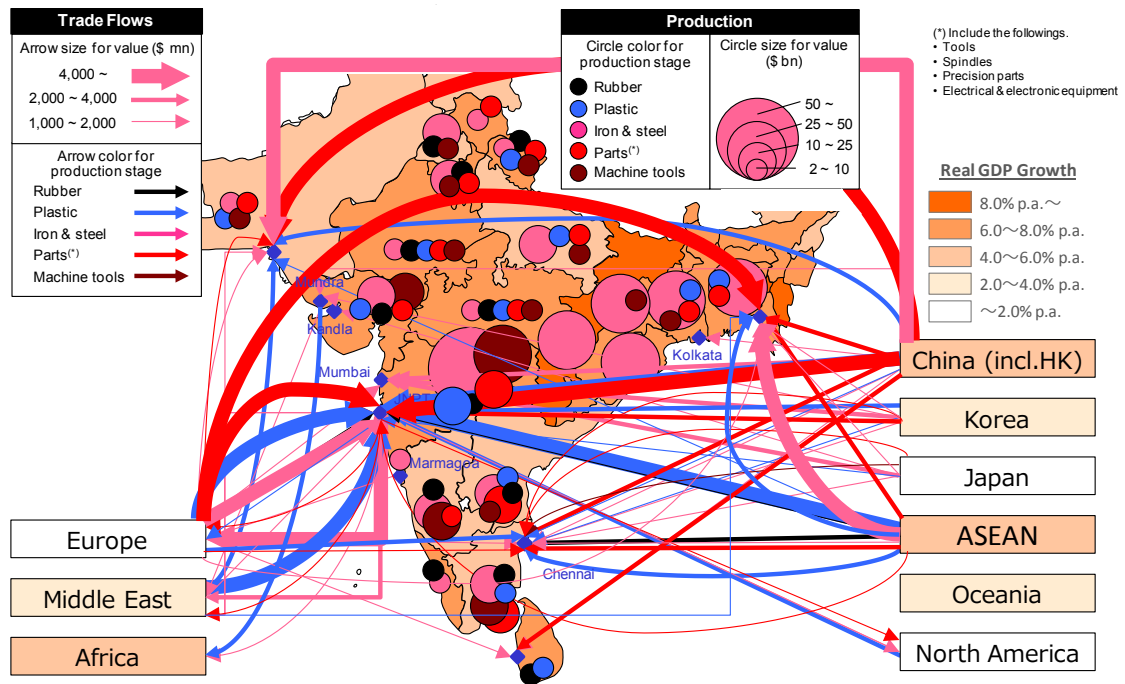 Trade Flows
Arrow size for value ($ mn)
4,000 ~
2,000 ~ 4,000
1,000 ~ 2,000
Arrow color for
production stage
Rubber
Plastic
Iron & steel
Parts(*)
Machine tools
Production
Circle color for
production stage
Rubber
Plastic
Iron & steel
Parts(*)
Machine tools
Circle size for value
($ bn)
50 ~
25 ~ 50
10 ~ 25
2 ~ 10
(*) Include the followings.
• Tools
• Spindles
• Precision parts
• Electrical & electronic equipment
Real GDP Growth
8.0% p.a.～
6.0～8.0% p.a.
4.0～6.0% p.a.
2.0～4.0% p.a.
～2.0% p.a.
Mundra
Kandla
Mumbai
JNPT
Marmagoa
Kolkata
Chennai
China (incl.HK)
Korea
Japan
ASEAN
Oceania
North America
Europe
Middle East
Africa